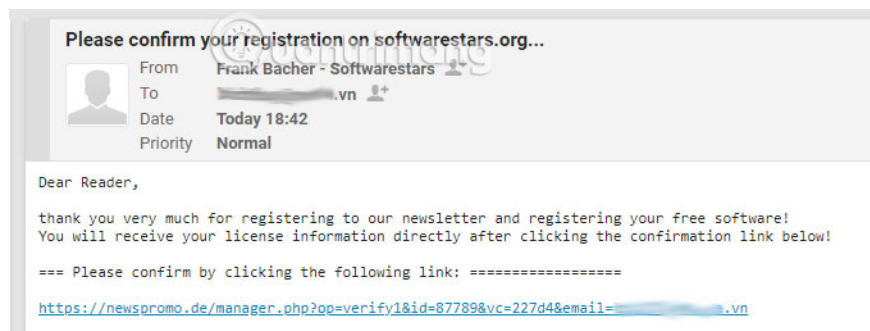 Please confirm your registration on softwarestars.org...
Quantrimang
From Frank Bacher - Softwarestars
To .vn
Date Today 18:42
Priority Normal
Dear Reader,
thank you very much for registering to our newsletter and registering your free software!
You will receive your license information directly after clicking the confirmation link below!
=== Please confirm by clicking the following link: ==================
https://newspromo.de/manager.php?op=verify1&id=87789&vc=227d4&email= .vn